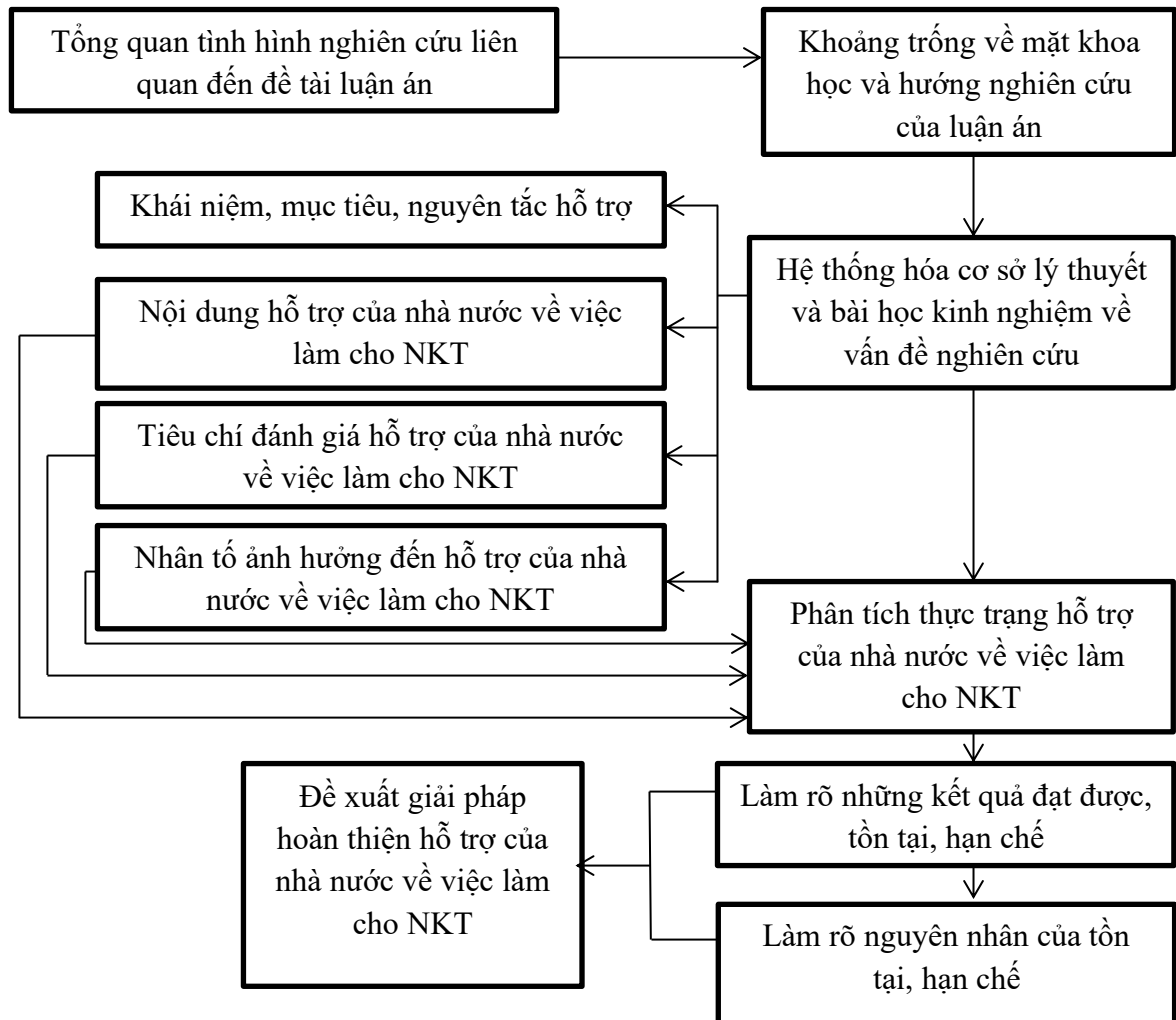 Tổng quan tình hình nghiên cứu liên
quan đến đề tài luận án
Khoảng trống về mặt khoa
học và hướng nghiên cứu
của luận án
Khái niệm, mục tiêu, nguyên tắc hỗ trợ
Hệ thống hóa cơ sở lý thuyết
và bài học kinh nghiệm về
vấn đề nghiên cứu
Nội dung hỗ trợ của nhà nước về việc
làm cho NKT
Tiêu chí đánh giá hỗ trợ của nhà nước
về việc làm cho NKT
Nhân tố ảnh hưởng đến hỗ trợ của nhà
nước về việc làm cho NKT
Phân tích thực trạng hỗ trợ
của nhà nước về việc làm
cho NKT
Làm rõ những kết quả đạt được,
tồn tại, hạn chế
Đề xuất giải pháp
hoàn thiện hỗ trợ của
nhà nước về việc làm
cho NKT
Làm rõ nguyên nhân của tồn
tại, hạn chế